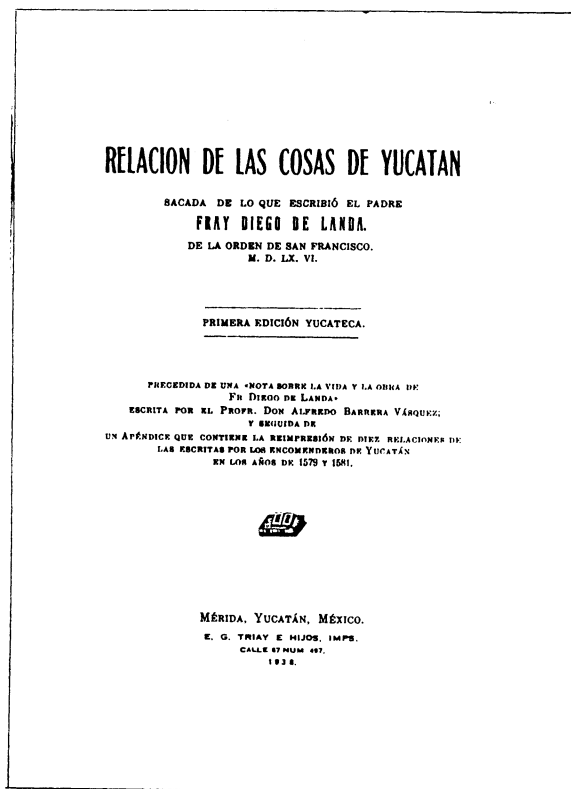 RELACION DE LAS COSAS DE YUCATAN
SACADA DE LO QUE ESCRIBIÓ EL PADRE
FRAY DIEGO DE LANDA.
DE LA ORDEN DE SAN FRANCISCO.
M. D. LX. VI.
PRIMERA EDICIÓN YUCATECA.
PRECEDIDA DE UNA «NOTA SOBRE LA VIDA Y LA OBRA DE
FR DIEGO DE LANDA»
ESCRITA POR EL PROFR. DON ALFREDO BARRERA VÁSQUEZ;
Y SEGUIDA DE
UN APÉNDICE QUE CONTIENE LA REIMPRESIÓN DE DIEZ RELACIONES DE
LAS ESCRITAS POR LOS ENCOMENDEROS DE YUCATÁN
EN LOS AÑOS DE 1579 Y 1581.
MÉRIDA, YUCATÁN, MÉXICO.
E. G. TRIAY E HIJOS, IMPS.
CALLE 67 NUM 497.
1938.